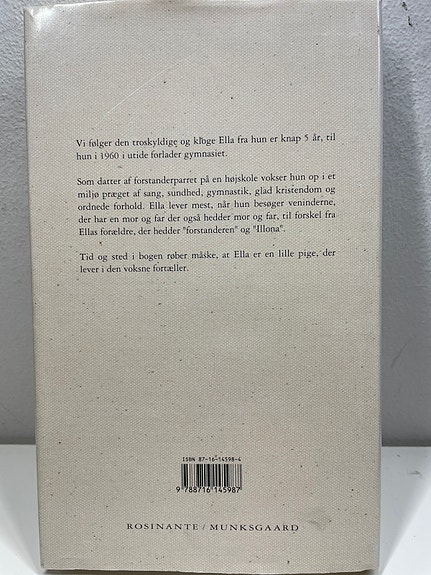 Vi følger den troskyldige og kloge Ella fra hun er knap 5 år, til
hun i 1960 i utide forlader gymnasiet.
Som datter af forstanderparret på en højskole vokser hun op i et
miljø præget af sang, sundhed, gymnastik, glad kristendom og
ordnede forhold. Ella lever mest, når hun besøger veninderne,
der har en mor og far der også hedder mor og far, til forskel fra
Ellas forældre, der hedder "forstanderen" og "Illona".
Tid og sted i bogen røber måske, at Ella er en lille pige, der
lever i den voksne fortæller.
ISBN 87-16-14598-4
9 788716 145987
ROSINANTE / MUNKSGAARD